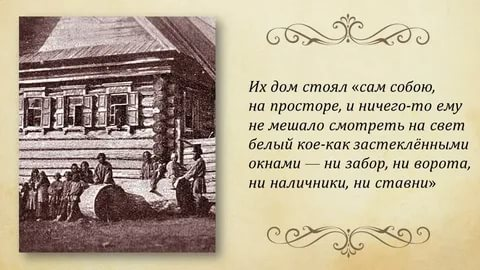 Их дом стоял «сам собою,
на просторе, и ничего-то ему
не мешало смотреть на свет
белый кое-как застеклёнными
окнами — ни забор, ни ворота,
ни наличники, ни ставни»